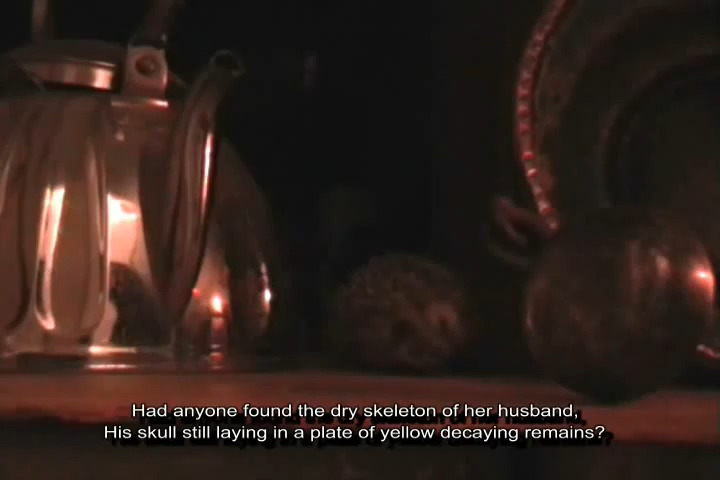 Had anyone found the dry skeleton of her husband,
His skull still laying in a plate of yellow decaying remains?